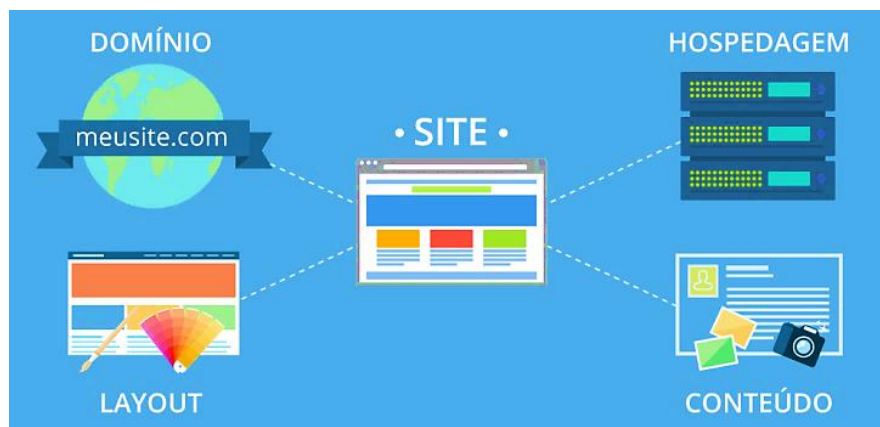 DOMÍNIO
HOSPEDAGEM
meusite.com
• SITE •
LAYOUT
CONTEÚDO